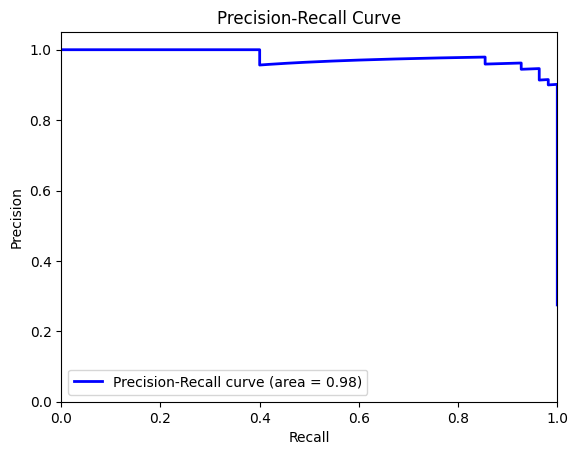 Precision-Recall Curve
1.0
0.8
0.6
0.4
0.2
0.0
Precision
Precision-Recall curve (area = 0.98)
0.0 0.2 0.4 0.6 0.8 1.0
Recall